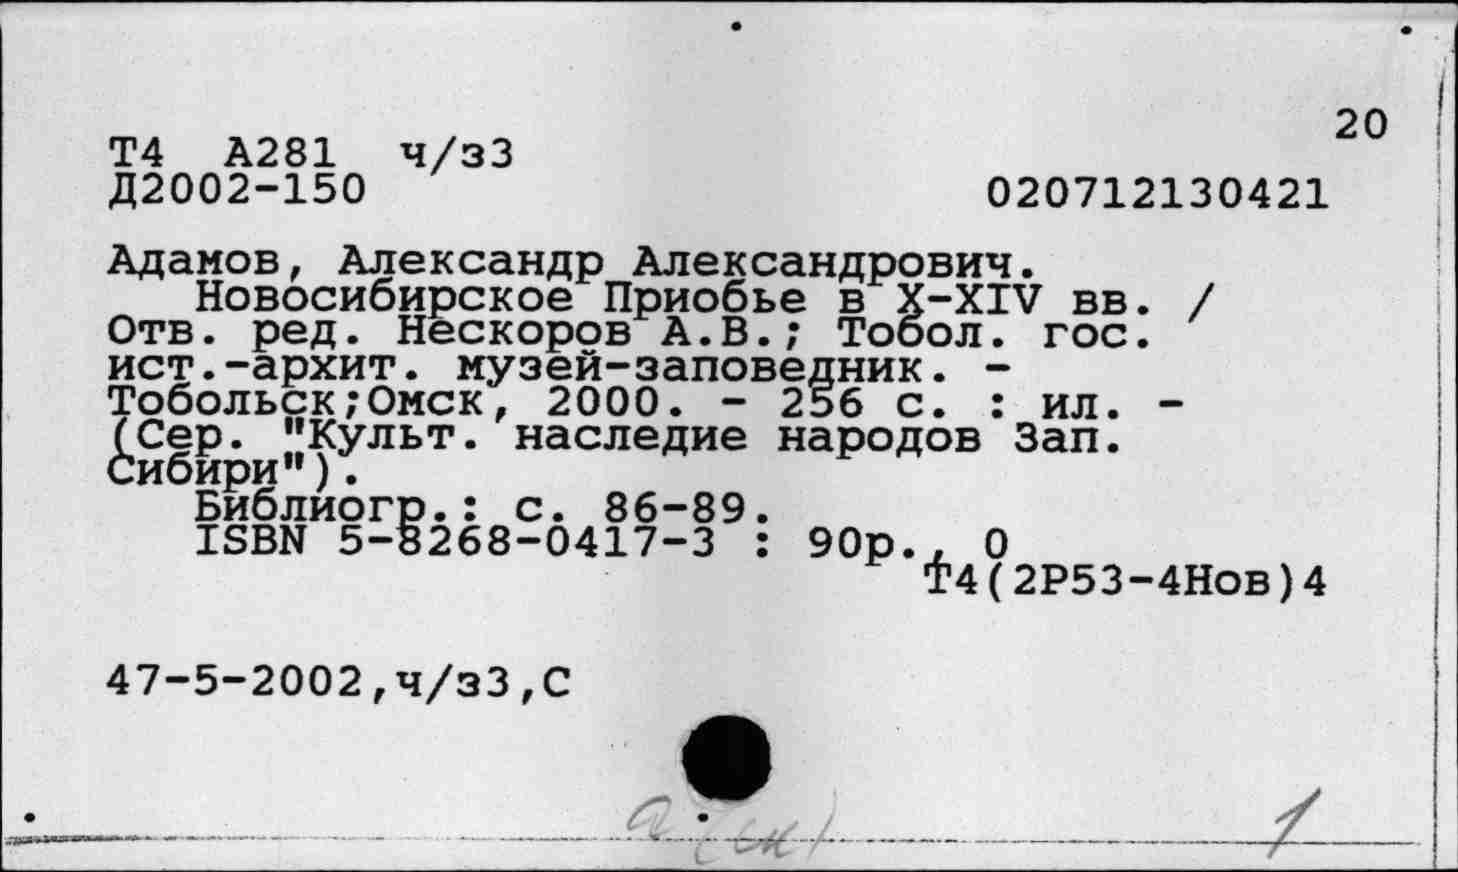 20
Т4 А281 ч/з3
Д2002-150 020712130421
Адамов, Александр Александрович.
Новосибирское Приобье в X-XIV вв. /
Отв. ред. Нескоров А.В.; Тобол. гос.
ист.-архит. музей-заповедник. -
Тобольск;Омск, 2000. - 256 с. : ил. -
(Сер. "Культ. наследие народов Зап.
Сибири").
Библиогр.: с. 86-89.
ISBN 5-8268-0417-3 : 90р., 0
Т4(2Р53-4Нов)4
47-5-2002,ч/з3,С
1